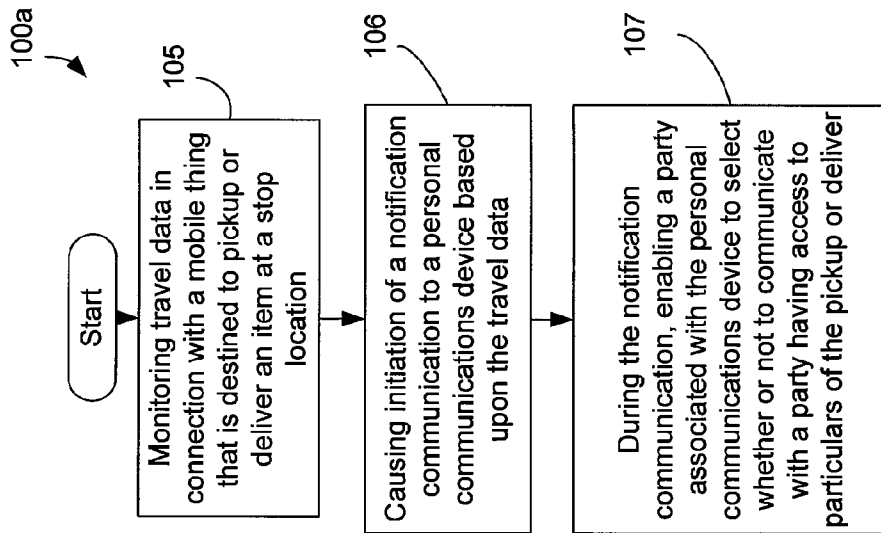 100a
Start
105
Monitoring travel data in
connection with a mobile thing
that is destined to pickup or
deliver an item at a stop
location
106
Causing initiation of a notification
communication to a personal
communications device based
upon the travel data
107
During the notification
communication, enabling a party
associated with the personal
communications device to select
whether or not to communicate
with a party having access to
particulars of the pickup or deliver